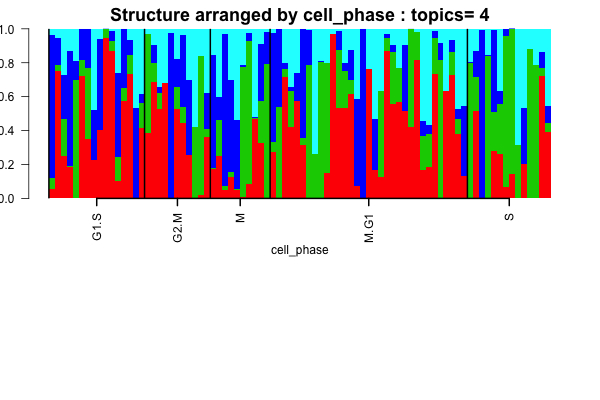 Structure arranged by cell_phase : topics= 4
1.0
0.8
0.6
0.4
0.2
0.0
G1.S
G2.M
M
M.G1
S
cell_phase